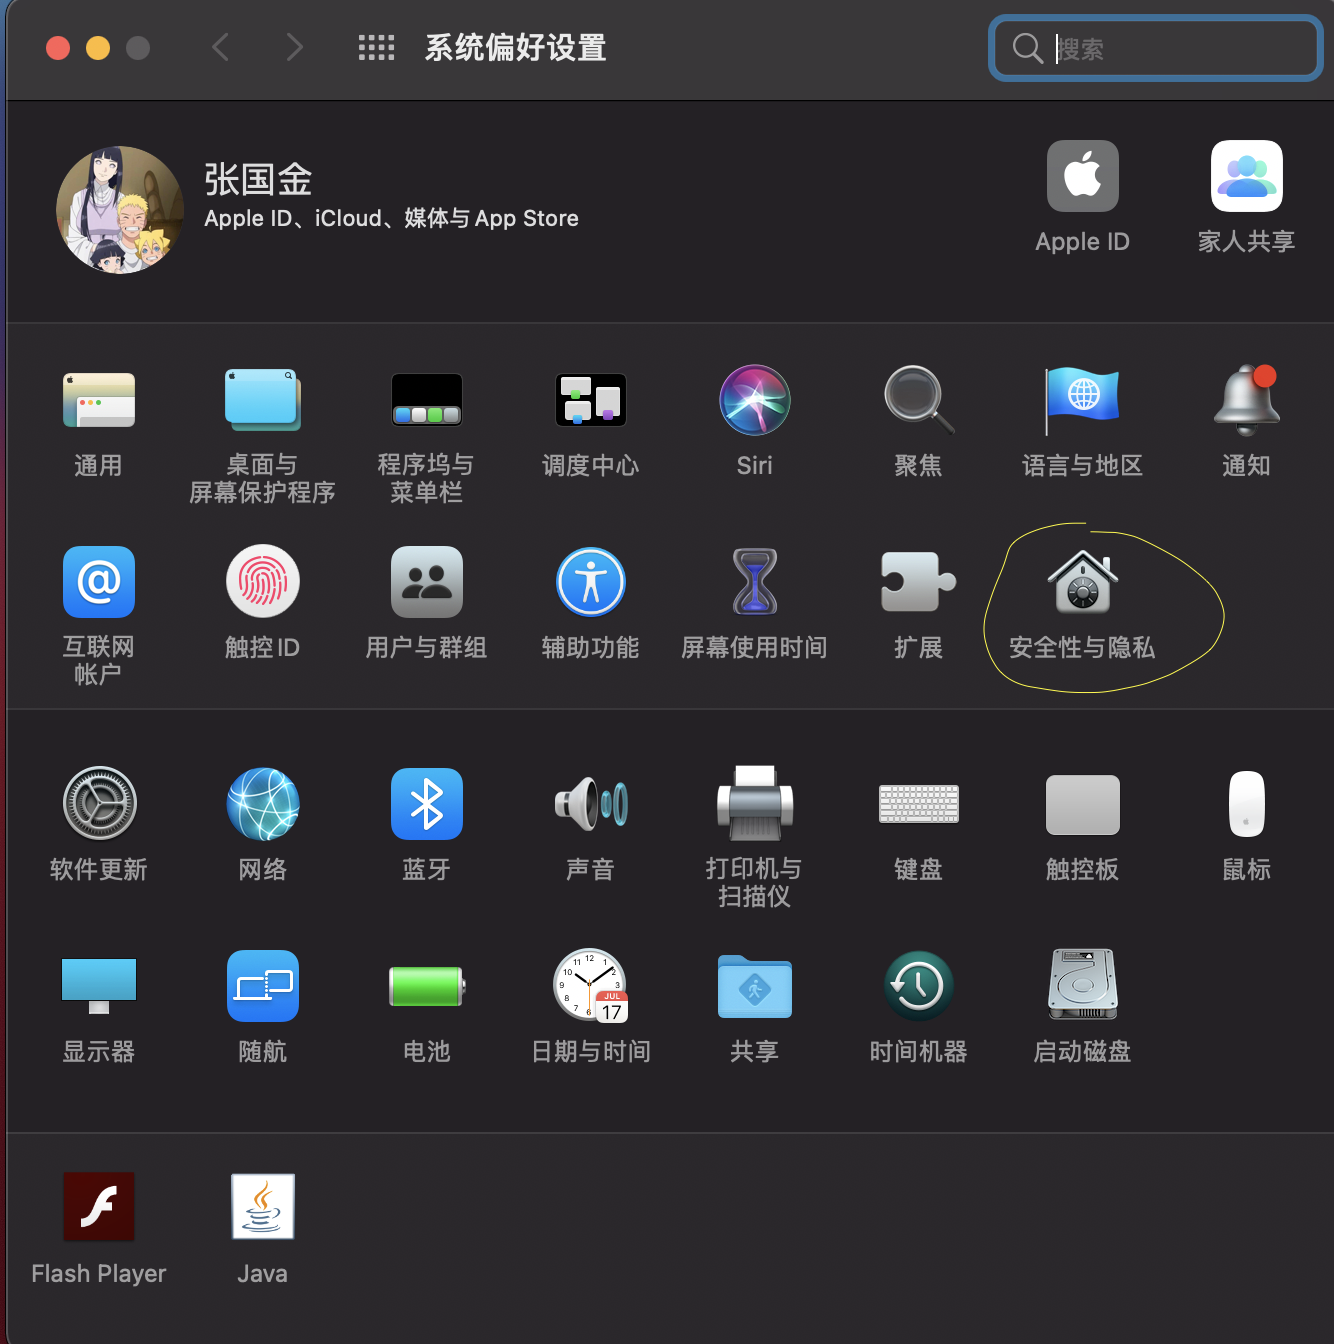 系统偏好设置
搜索
张国金
Apple ID、iCloud、媒体与 App Store
Apple ID
家人共享
通用
桌面与
屏幕保护程序
程序坞与
菜单栏
调度中心
Siri
聚焦
语言与地区
通知
互联网
帐户
触控 ID
用户与群组
辅助功能
屏幕使用时间
扩展
安全性与隐私
软件更新
网络
蓝牙
声音
打印机与
扫描仪
键盘
触控板
鼠标
显示器
随航
电池
JUL
17
日期与时间
共享
时间机器
启动磁盘
Flash Player
Java